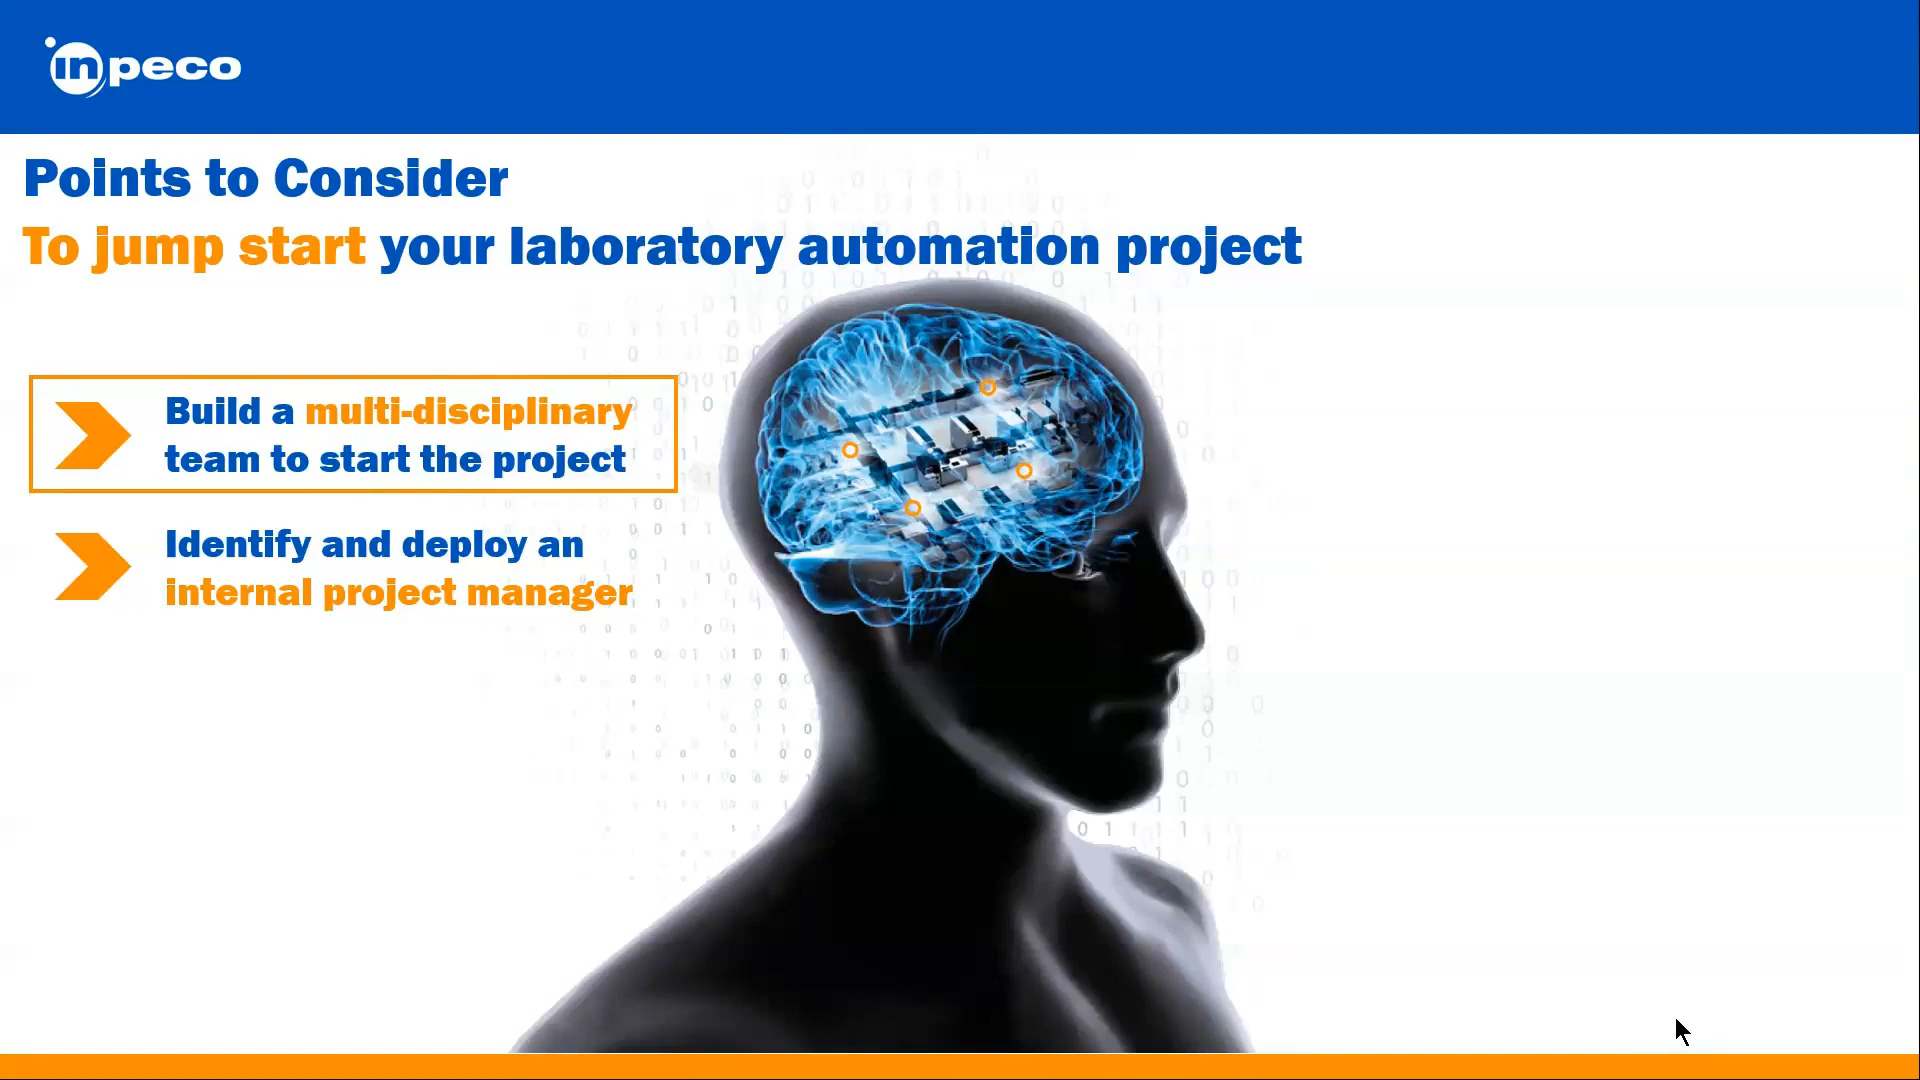 inpeco
Points to Consider
To jump start your laboratory automation project
Build a multi-disciplinary
team to start the project
Identify and deploy an
internal project manager